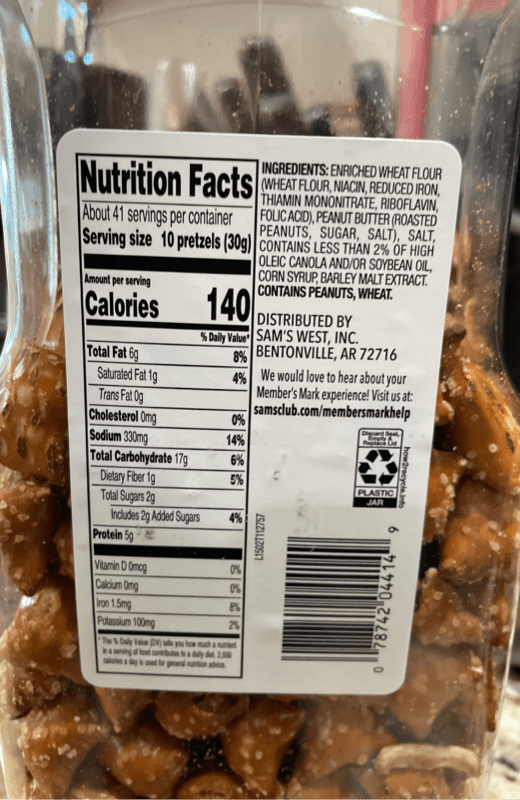 Nutrition Facts
About 41 servings per container
Serving size 10 pretzels (30g)
Amount per serving
Calories 140
% Daily Value*
Total Fat 6g 8%
Saturated Fat 1g 4%
Trans Fat 0g
Cholesterol 0mg 0%
Sodium 330mg 14%
Total Carbohydrate 17g 6%
Dietary Fiber 1g 5%
Total Sugars 2g
Includes 2g Added Sugars 4%
Protein 5g
Vitamin D 0mcg 0%
Calcium 0mg 0%
Iron 1.5mg 8%
Potassium 100mg 2%
* The % Daily Value (DV) tells you how much a nutrient
in a serving of food contributes to a daily diet. 2,000
calories a day is used for general nutrition advice.
INGREDIENTS: ENRICHED WHEAT FLOUR
(WHEAT FLOUR, NIACIN, REDUCED IRON,
THIAMIN MONONITRATE, RIBOFLAVIN,
FOLIC ACID), PEANUT BUTTER (ROASTED
PEANUTS, SUGAR, SALT), SALT,
CONTAINS LESS THAN 2% OF HIGH
OLEIC CANOLA AND/OR SOYBEAN OIL,
CORN SYRUP, BARLEY MALT EXTRACT.
CONTAINS PEANUTS, WHEAT.
DISTRIBUTED BY
SAM'S WEST, INC.
BENTONVILLE, AR 72716
We would love to hear about your
Member's Mark experience! Visit us at:
samsclub.com/membersmarkhelp
Discard Seal,
Empty &
Replace Lid
PLASTIC
JAR
how2recycle.info
L1502T112757
0 78742 04414 9